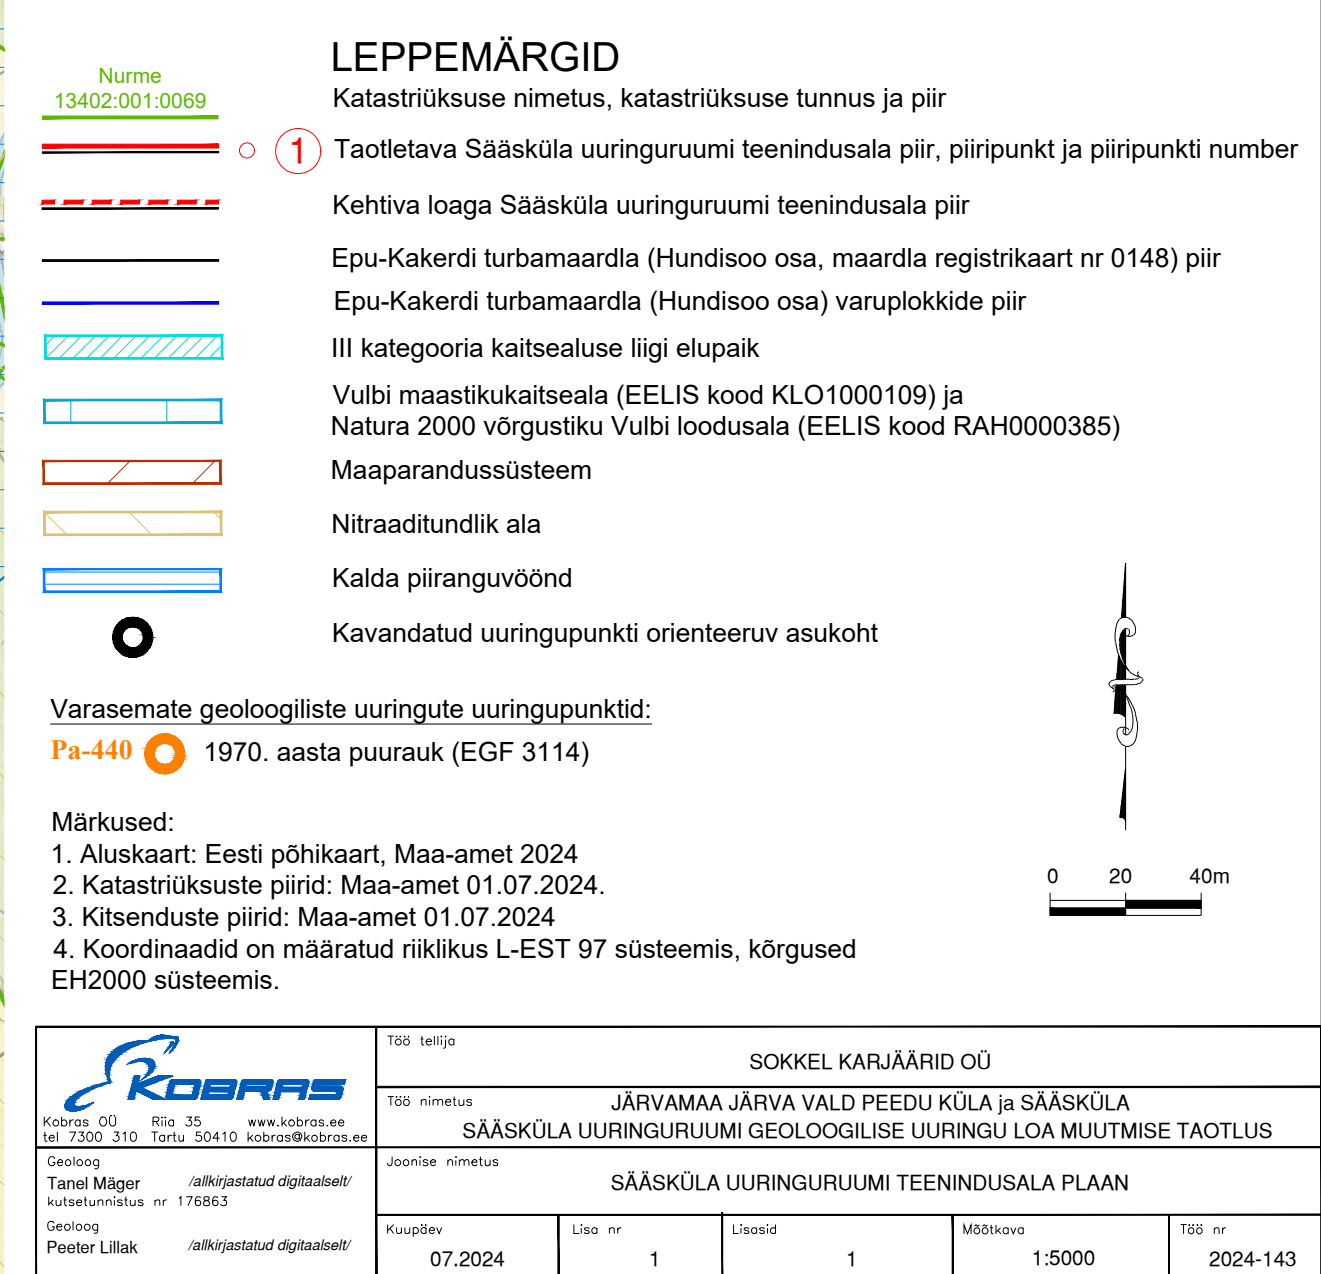 LEPPEMÄRGID
Nurme
13402:001:0069
Katastriüksuse nimetus, katastriüksuse tunnus ja piir
1 Taotletava Sääsküla uuringuruumi teenindusala piir, piiripunkt ja piiripunkti number
Kehtiva loaga Sääsküla uuringuruumi teenindusala piir
Epu-Kakerdi turbamaardla (Hundisoo osa, maardla registrikaart nr 0148) piir
Epu-Kakerdi turbamaardla (Hundisoo osa) varuplokkide piir
III kategooria kaitsealuse liigi elupaik
Vulbi maastikukaitseala (EELIS kood KLO1000109) ja
Natura 2000 võrgustiku Vulbi loodusala (EELIS kood RAH0000385)
Maaparandussüsteem
Nitraaditundlik ala
Kalda piiranguvöönd
Kavandatud uuringupunkti orienteeruv asukoht
Varasemate geoloogiliste uuringute uuringupunktid:
Pa-440 1970. aasta puurauk (EGF 3114)
Märkused:
1. Aluskaart: Eesti põhikaart, Maa-amet 2024
2. Katastriüksuste piirid: Maa-amet 01.07.2024.
3. Kitsenduste piirid: Maa-amet 01.07.2024
4. Koordinaadid on määratud riiklikus L-EST 97 süsteemis, kõrgused
EH2000 süsteemis.
0 20 40m
KOBRAS
Kobras OÜ Riia 35 www.kobras.ee
tel 7300 310 Tartu 50410 kobras@kobras.ee
Töö tellija
SOKKEL KARJÄÄRID OÜ
Töö nimetus
JÄRVAMAA JÄRVA VALD PEEDU KÜLA ja SÄÄSKÜLA
SÄÄSKÜLA UURINGURUUMI GEOLOOGILISE UURINGU LOA MUUTMISE TAOTLUS
Geoloog
Tanel Mäger /allkirjastatud digitaalselt/
kutsetunnistus nr 176863
Geoloog
Peeter Lillak /allkirjastatud digitaalselt/
Joonise nimetus
SÄÄSKÜLA UURINGURUUMI TEENINDUSALA PLAAN
Kuupäev
07.2024
Lisa nr
1
Lisasid
1
Mõõtkava
1:5000
Töö nr
2024-143